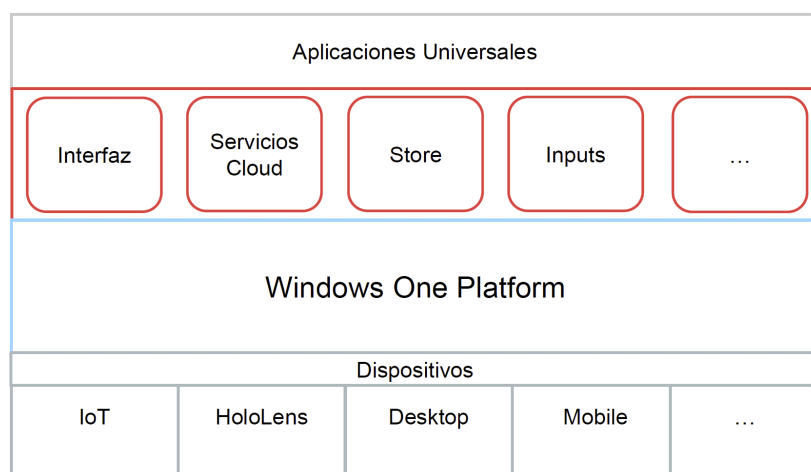 Aplicaciones Universales
Interfaz
Servicios
Cloud
Store
Inputs
…
Windows One Platform
Dispositivos
IoT
HoloLens
Desktop
Mobile
…